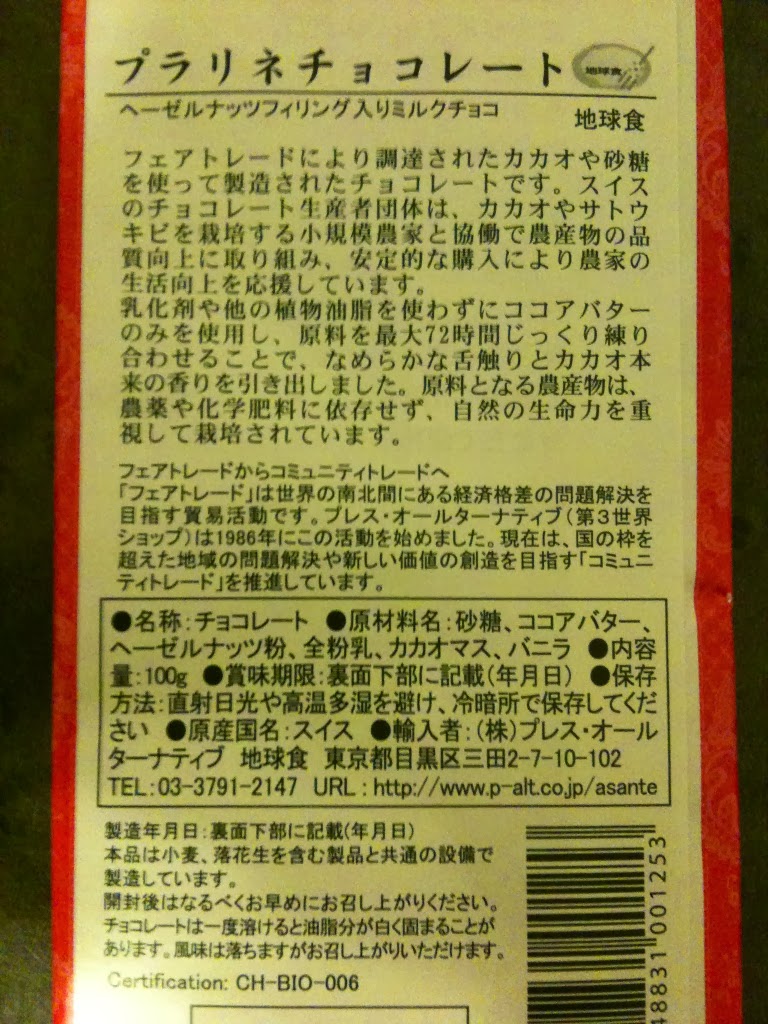 プラリネチョコレート
地球食
ヘーゼルナッツフィリング入りミルクチョコ
地球食
フェアトレードにより調達されたカカオや砂糖
を使って製造されたチョコレートです。スイス
のチョコレート生産者団体は、カカオやサトウ
キビを栽培する小規模農家と協働で農産物の品
質向上に取り組み、安定的な購入により農家の
生活向上を応援しています。
乳化剤や他の植物油脂を使わずにココアバター
のみを使用し、原料を最大72時間じっくり練り
合わせることで、なめらかな舌触りとカカオ本
来の香りを引き出しました。原料となる農産物は、
農薬や化学肥料に依存せず、自然の生命力を重
視して栽培されています。
フェアトレードからコミュニティトレードへ
「フェアトレード」は世界の南北間にある経済格差の問題解決を
目指す貿易活動です。プレス・オールターナティブ(第3世界
ショップ)は1986年にこの活動を始めました。現在は、国の枠を
超えた地域の問題解決や新しい価値の創造を目指す「コミュニ
ティトレード」を推進しています。
●名称:チョコレート ●原材料名:砂糖、ココアバター、
ヘーゼルナッツ粉、全粉乳、カカオマス、バニラ ●内容
量:100g ●賞味期限:裏面下部に記載(年月日) ●保存
方法:直射日光や高温多湿を避け、冷暗所で保存してくだ
さい ●原産国名:スイス ●輸入者:(株)プレス・オール
ターナティブ 地球食 東京都目黒区三田2-7-10-102
TEL:03-3791-2147 URL:http://www.p-alt.co.jp/asante
製造年月日:裏面下部に記載(年月日)
本品は小麦、落花生を含む製品と共通の設備で
製造しています。
開封後はなるべくお早めにお召し上がりください。
チョコレートは一度溶けると油脂分が白く固まることが
あります。風味は落ちますがお召し上がりいただけます。
Certification: CH-BIO-006
48831 001253